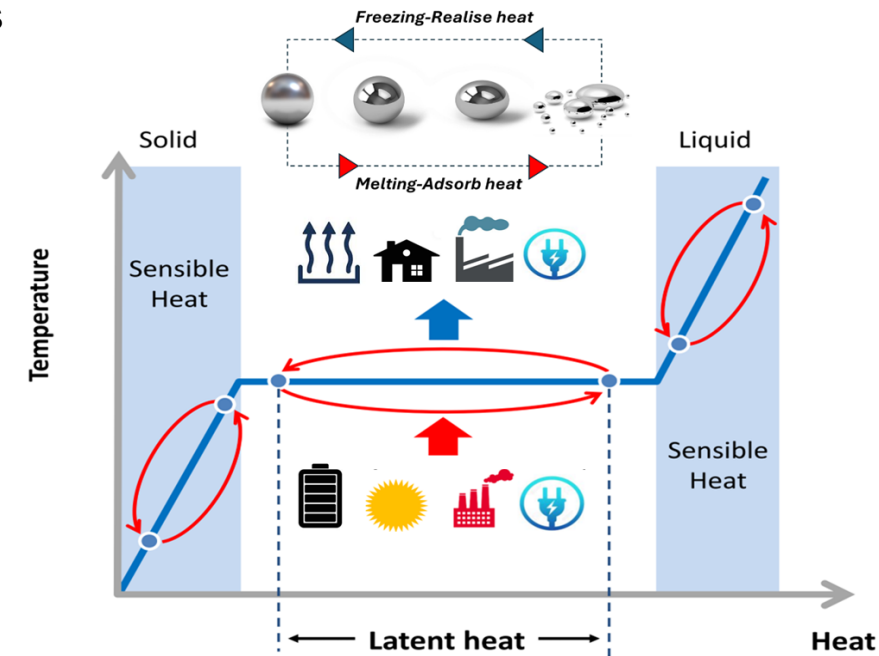 Freezing-Realise heat
Solid
Liquid
Melting-Adsorb heat
Sensible
Heat
Temperature
Sensible
Heat
Latent heat
Heat